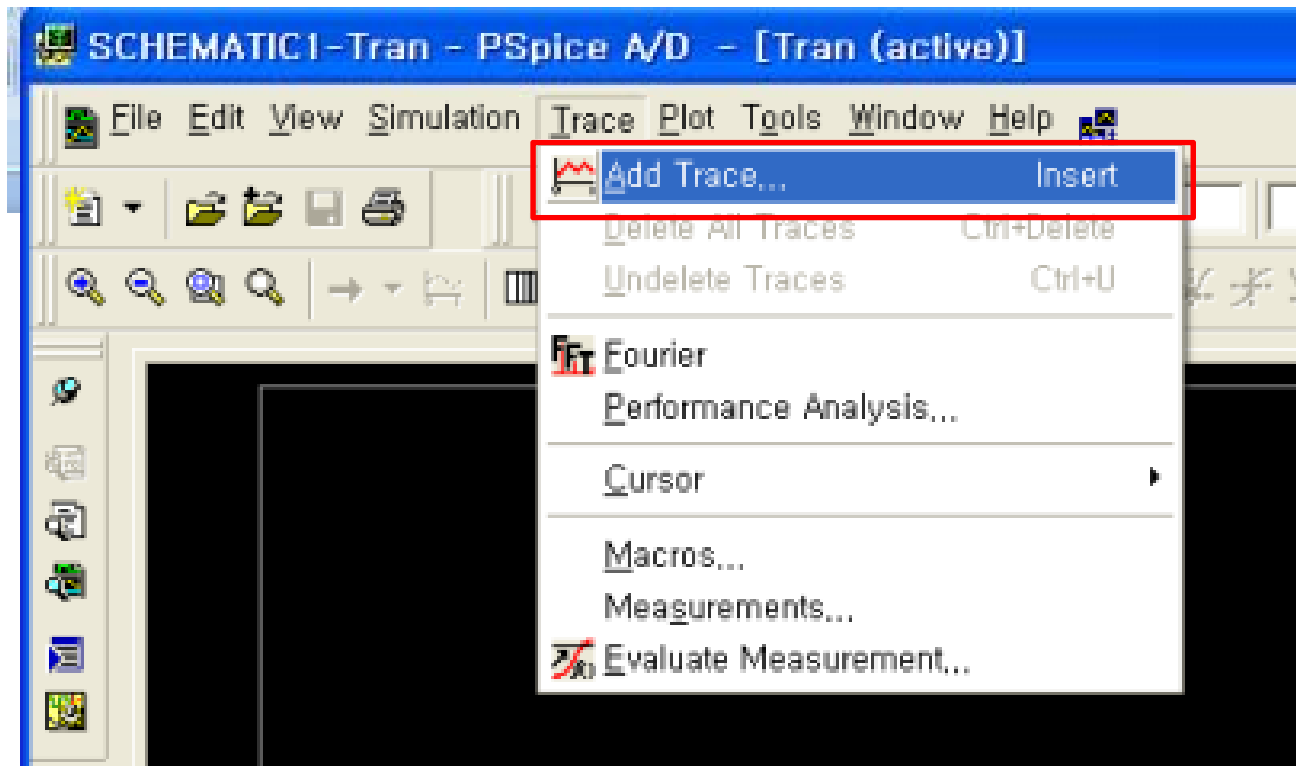 SCHEMATIC1-Tran - PSpice A/D - [Tran (active)]
File Edit View Simulation Trace Plot Tools Window Help
Add Trace... Insert
Delete All Traces Ctrl+Delete
Undelete Traces Ctrl+U
FFT Fourier
Performance Analysis...
Cursor
Macros...
Measurements...
Evaluate Measurement...